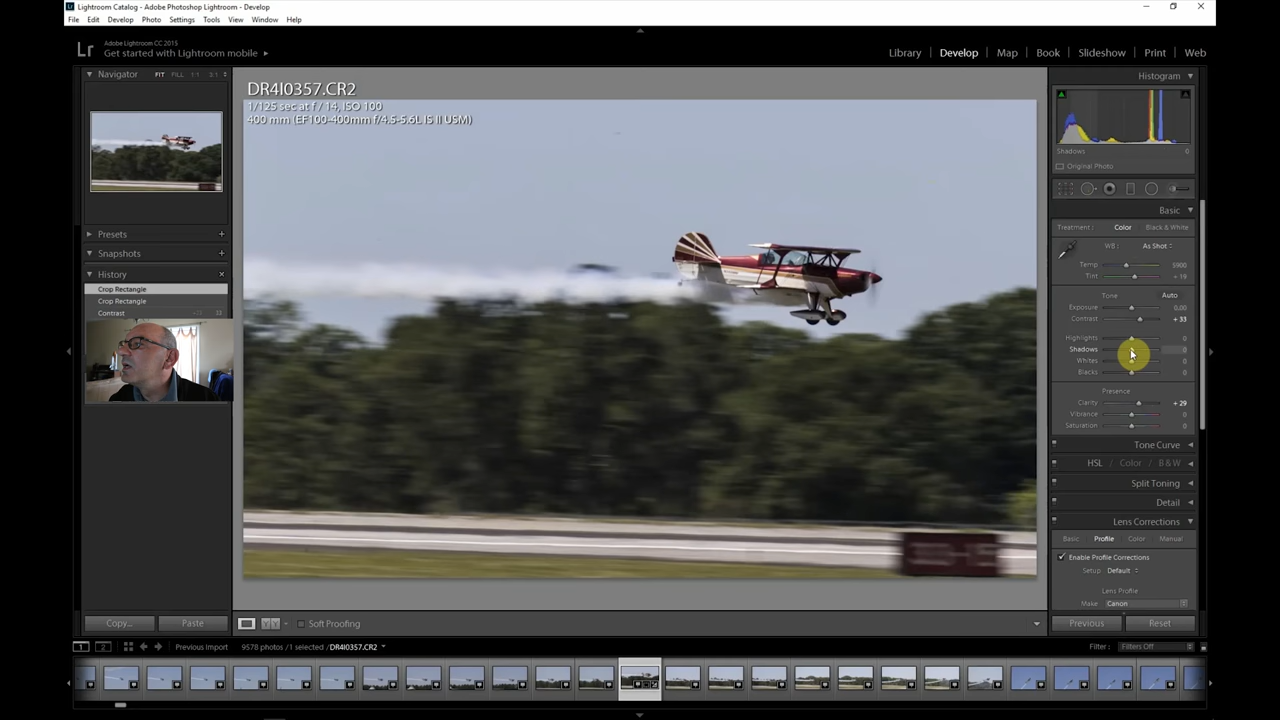 Lightroom Catalog - Adobe Photoshop Lightroom - Develop
File Edit Develop Photo Settings Tools View Window Help
Lr
Adobe Lightroom CC 2015
Get started with Lightroom mobile
Library Develop Map Book Slideshow Print Web
Navigator FIT FILL 1:1 3:1
Presets
Snapshots
History
Crop Rectangle
Crop Rectangle
Contrast 33
Copy... Paste
DR4I0357.CR2
1/125 sec at f / 14, ISO 100
400 mm (EF100-400mm f/4.5-5.6L IS II USM)
33-15
Soft Proofing
Histogram
Shadows 0
Original Photo
Basic
Treatment: Color Black & White
WB: As Shot
Temp 5900
Tint + 19
Tone Auto
Exposure 0.00
Contrast + 33
Highlights 0
Shadows 0
Whites 0
Blacks 0
Presence
Clarity + 29
Vibrance 0
Saturation 0
Tone Curve
HSL / Color / B & W
Split Toning
Detail
Lens Corrections
Basic Profile Color Manual
Enable Profile Corrections
Setup: Default
Lens Profile
Make: Canon
Previous Reset
1 2 Previous Import 9578 photos / 1 selected / DR4I0357.CR2 Filter: Filters Off